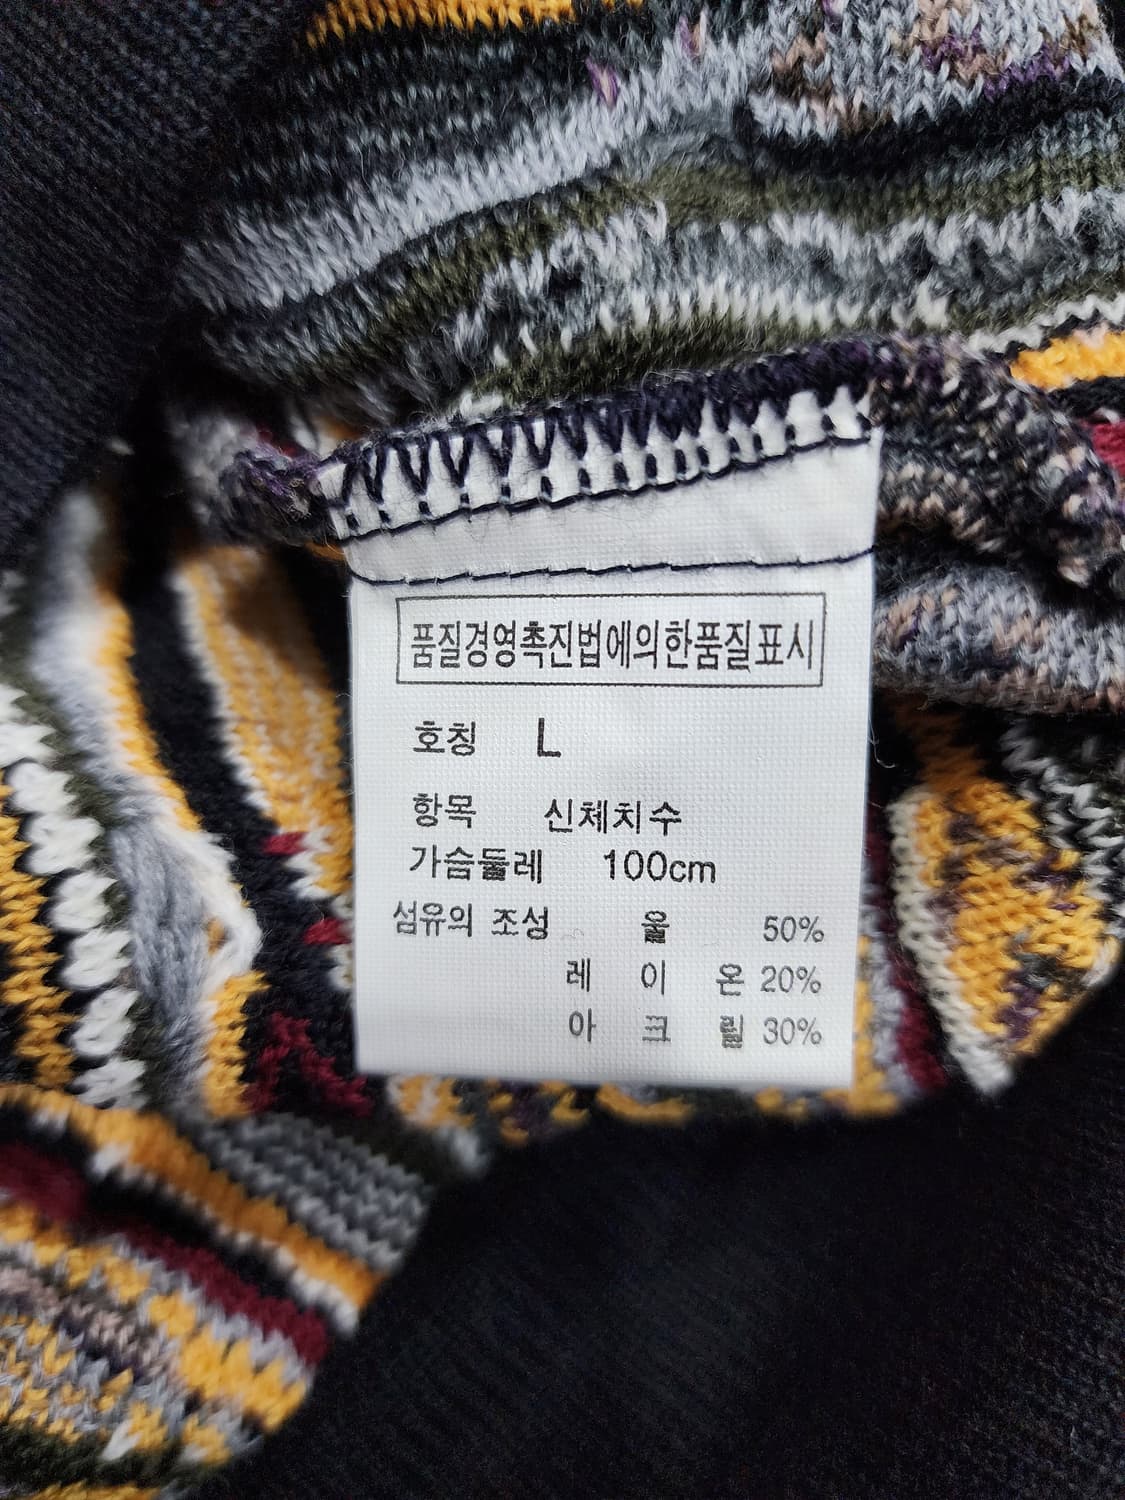 품질경영촉진법에의한품질표시
호칭 L
항목 신체치수
가슴둘레 100cm
섬유의 조성 울 50%
레 이 온 20%
아 크 릴 30%